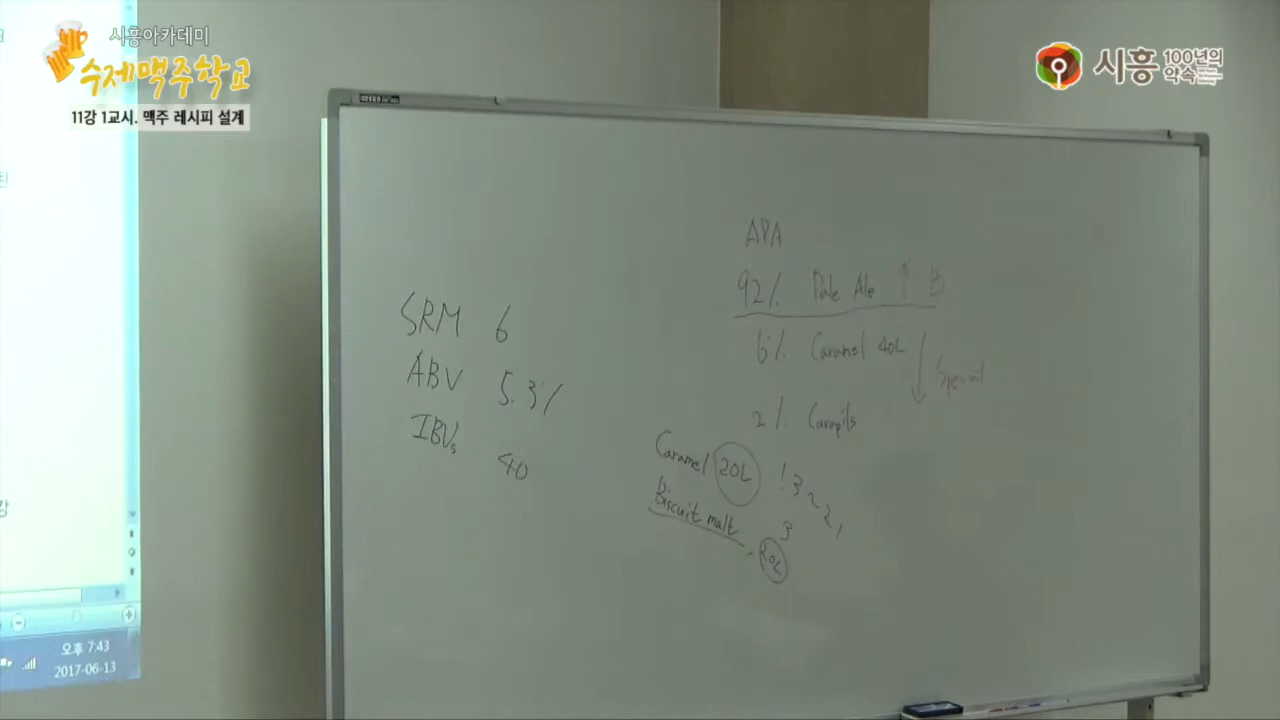 시흥아카데미
수제맥주학교
11강 1교시. 맥주 레시피 설계
시흥 100년의 약속
APA
92% Pale Ale ↑ B
6% Caramel 40L
↓ Special
2% Carapils
SRM 6
ABV 5.3%
IBUs 40
Caramel 20L
Biscuit malt, 20L
오후 7:43
2017-06-13